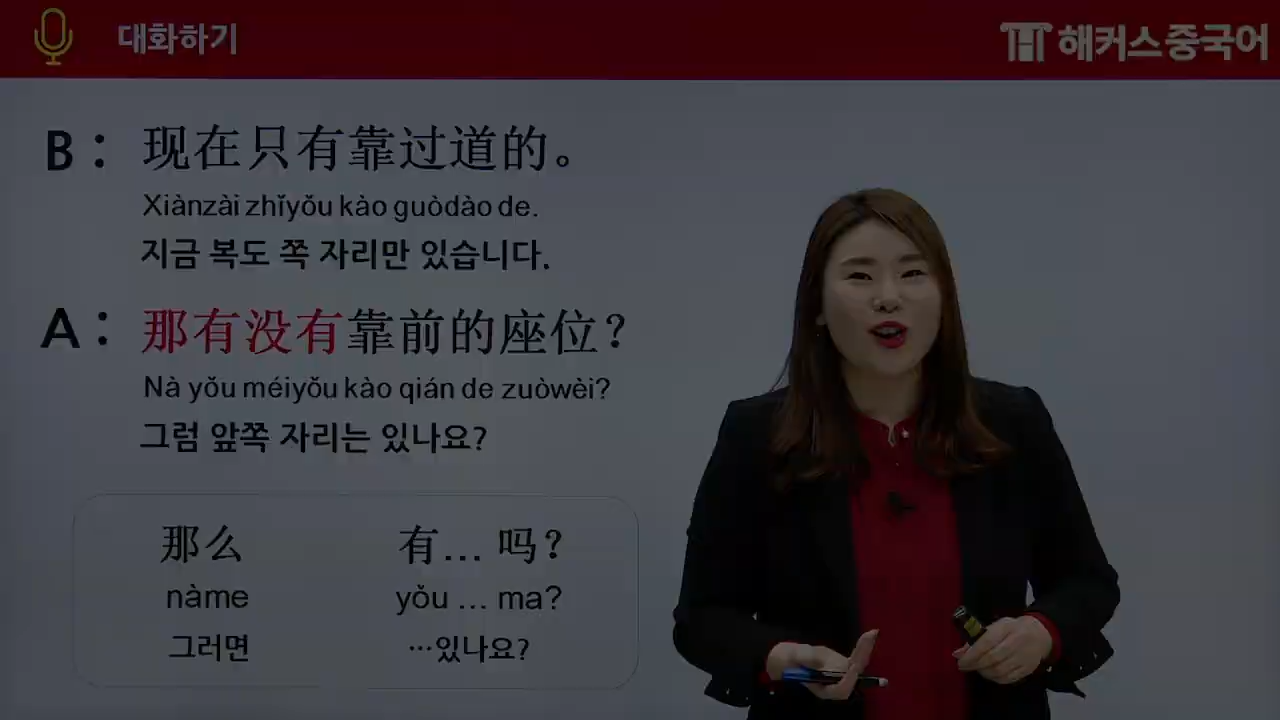 대화하기
해커스 중국어
B : 现在只有靠过道的。
Xiànzài zhǐyǒu kào guòdào de.
지금 복도 쪽 자리만 있습니다.
A : 那有没有靠前的座位？
Nà yǒu méiyǒu kào qián de zuòwèi?
그럼 앞쪽 자리는 있나요?
那么 有… 吗？
nàme yǒu … ma?
그러면 …있나요?